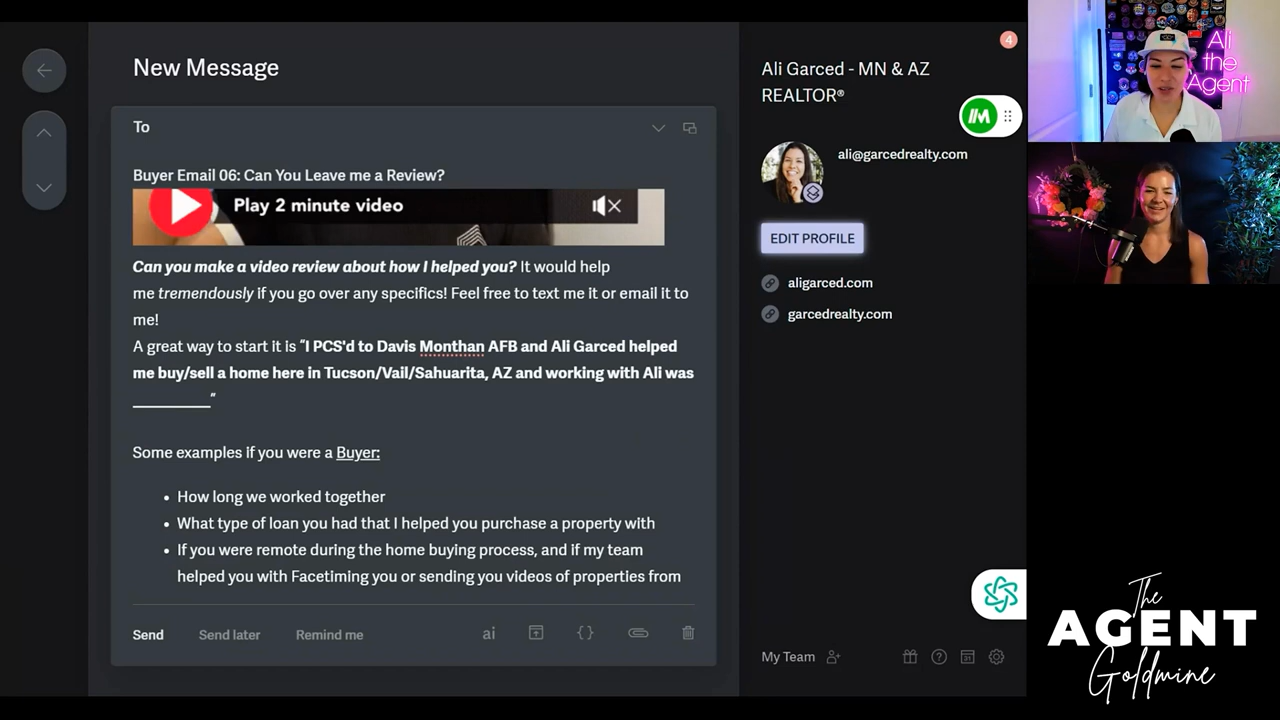 New Message
To
Buyer Email 06: Can You Leave me a Review?
Play 2 minute video
Can you make a video review about how I helped you? It would help
me tremendously if you go over any specifics! Feel free to text me it or email it to
me!
A great way to start it is "I PCS'd to Davis Monthan AFB and Ali Garced helped
me buy/sell a home here in Tucson/Vail/Sahuarita, AZ and working with Ali was
___________"
Some examples if you were a Buyer:
• How long we worked together
• What type of loan you had that I helped you purchase a property with
• If you were remote during the home buying process, and if my team
helped you with Facetiming you or sending you videos of properties from
Send
Send later
Remind me
ai
{}
4
Ali Garced - MN & AZ
REALTOR®
ali@garcedrealty.com
EDIT PROFILE
aligarced.com
garcedrealty.com
My Team
31
Ali
the
Agent
The
AGENT
Goldmine